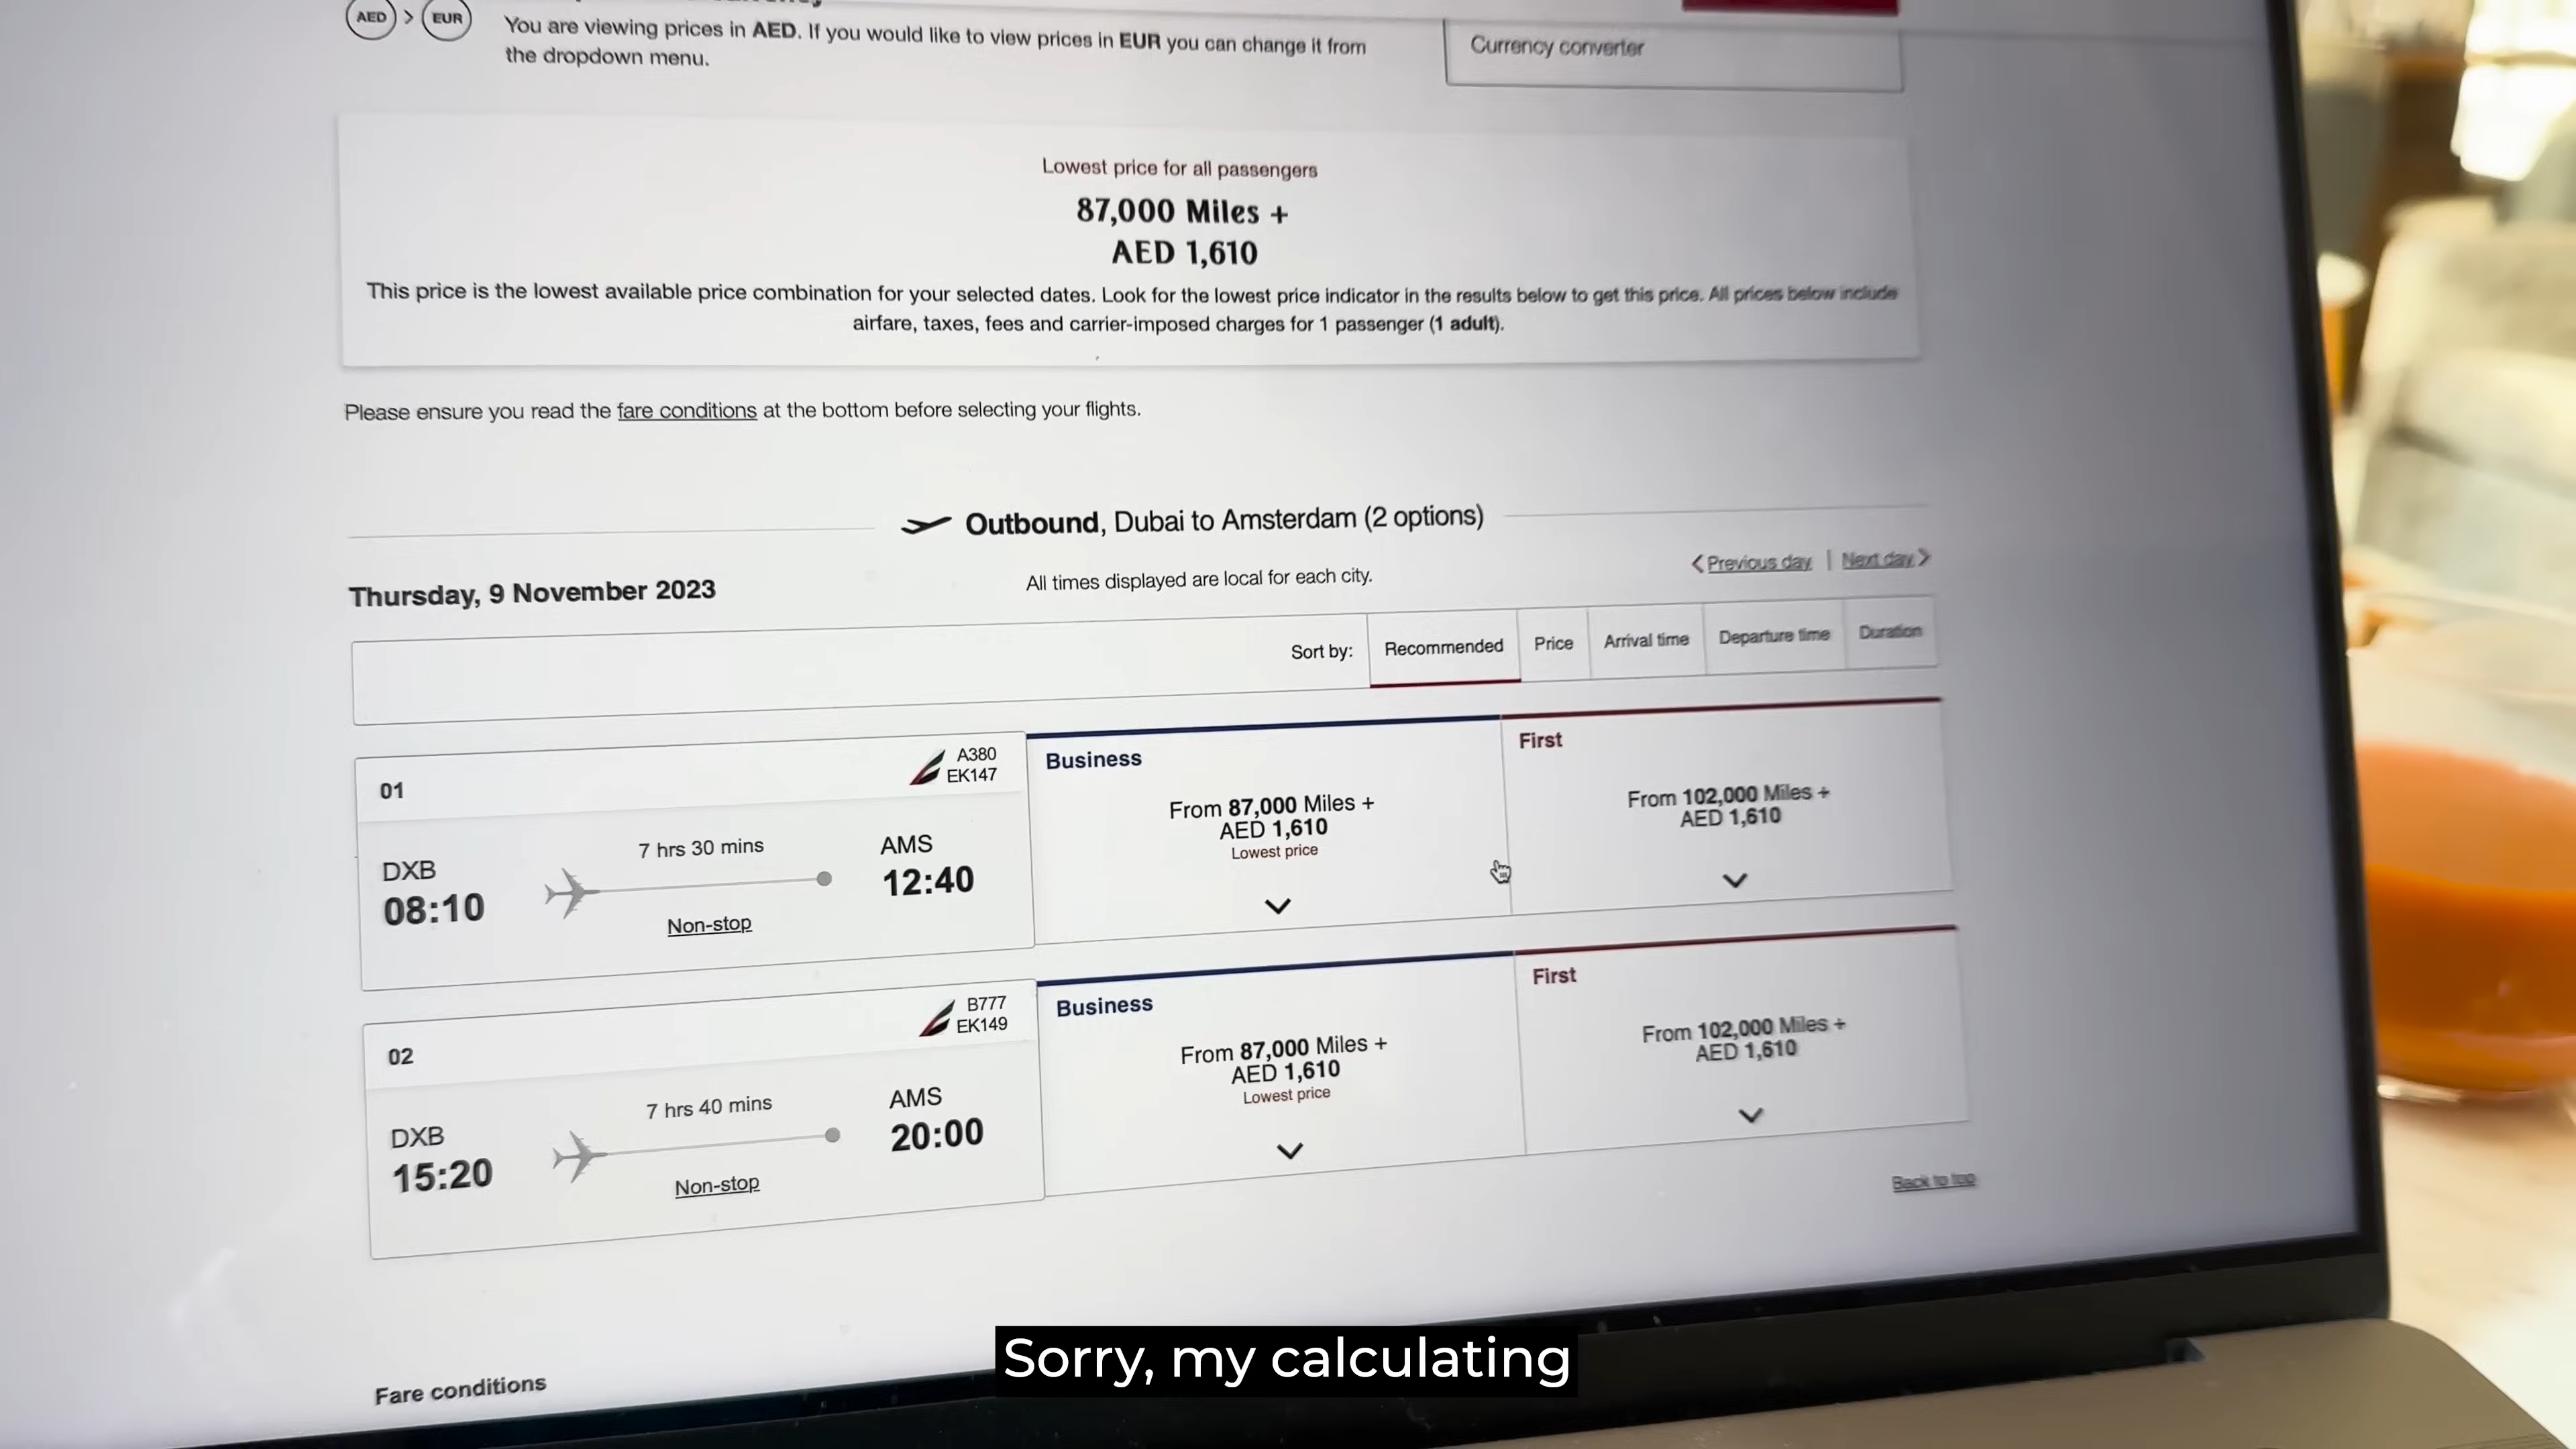 AED > EUR
You are viewing prices in AED. If you would like to view prices in EUR you can change it from
the dropdown menu.
Currency converter
Lowest price for all passengers
87,000 Miles +
AED 1,610
This price is the lowest available price combination for your selected dates. Look for the lowest price indicator in the results below to get this price. All prices below include
airfare, taxes, fees and carrier-imposed charges for 1 passenger (1 adult).
Please ensure you read the fare conditions at the bottom before selecting your flights.
Outbound, Dubai to Amsterdam (2 options)
Thursday, 9 November 2023
All times displayed are local for each city.
Previous day | Next day
Sort by: Recommended Price Arrival time Departure time Duration
01
A380
EK147
DXB
08:10
7 hrs 30 mins
Non-stop
AMS
12:40
Business
From 87,000 Miles +
AED 1,610
Lowest price
First
From 102,000 Miles +
AED 1,610
02
B777
EK149
DXB
15:20
7 hrs 40 mins
Non-stop
AMS
20:00
Business
From 87,000 Miles +
AED 1,610
Lowest price
First
From 102,000 Miles +
AED 1,610
Back to top
Fare conditions
Sorry, my calculating